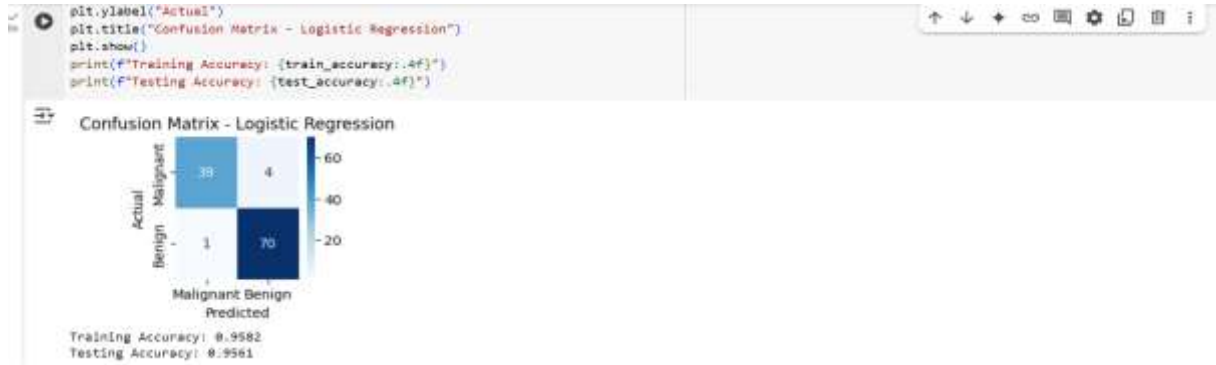 plt.ylabel("Actual")
plt.title("Confusion Matrix - Logistic Regression")
plt.show()
print(f"Training Accuracy: {train_accuracy:.4f}")
print(f"Testing Accuracy: {test_accuracy:.4f}")
Confusion Matrix - Logistic Regression
Actual
Malignant
Benign
39 4
1 70
60
40
20
Malignant Benign
Predicted
Training Accuracy: 0.9582
Testing Accuracy: 0.9561